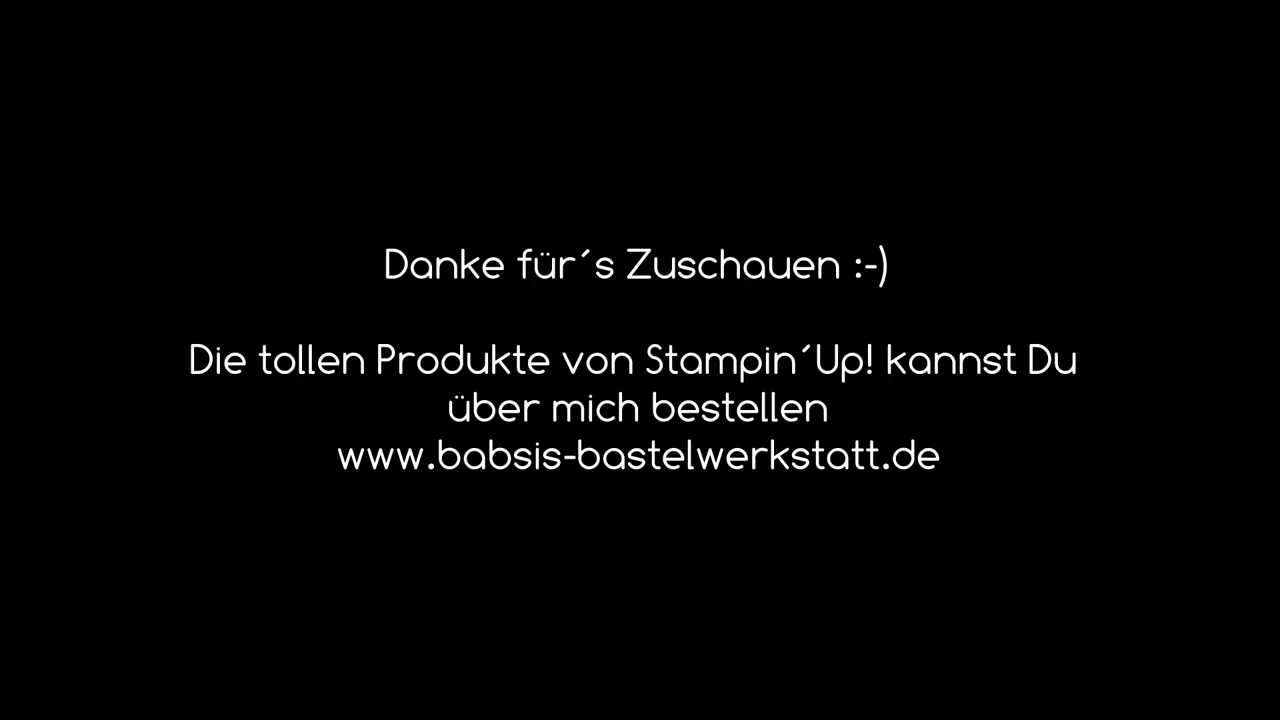 Danke für´s Zuschauen :-)
Die tollen Produkte von Stampin´Up! kannst Du
über mich bestellen
www.babsis-bastelwerkstatt.de